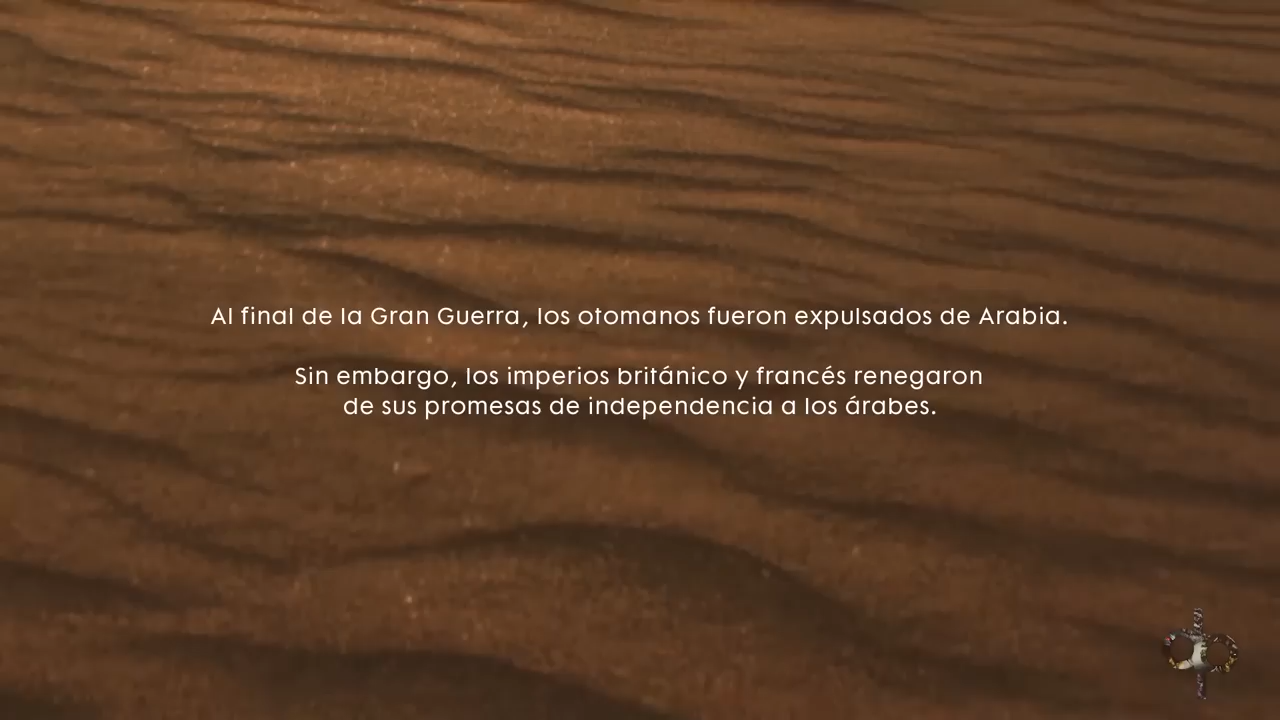 Al final de la Gran Guerra, los otomanos fueron expulsados de Arabia.
Sin embargo, los imperios británico y francés renegaron
de sus promesas de independencia a los árabes.